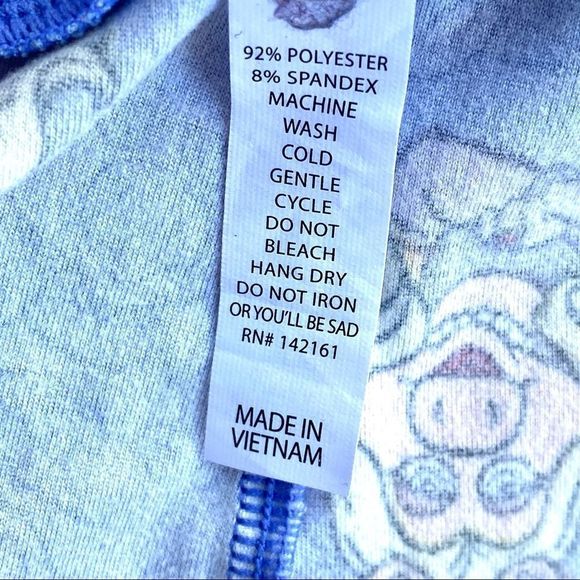 92% POLYESTER
8% SPANDEX
MACHINE
WASH
COLD
GENTLE
CYCLE
DO NOT
BLEACH
HANG DRY
DO NOT IRON
OR YOU'LL BE SAD
RN# 142161
MADE IN
VIETNAM